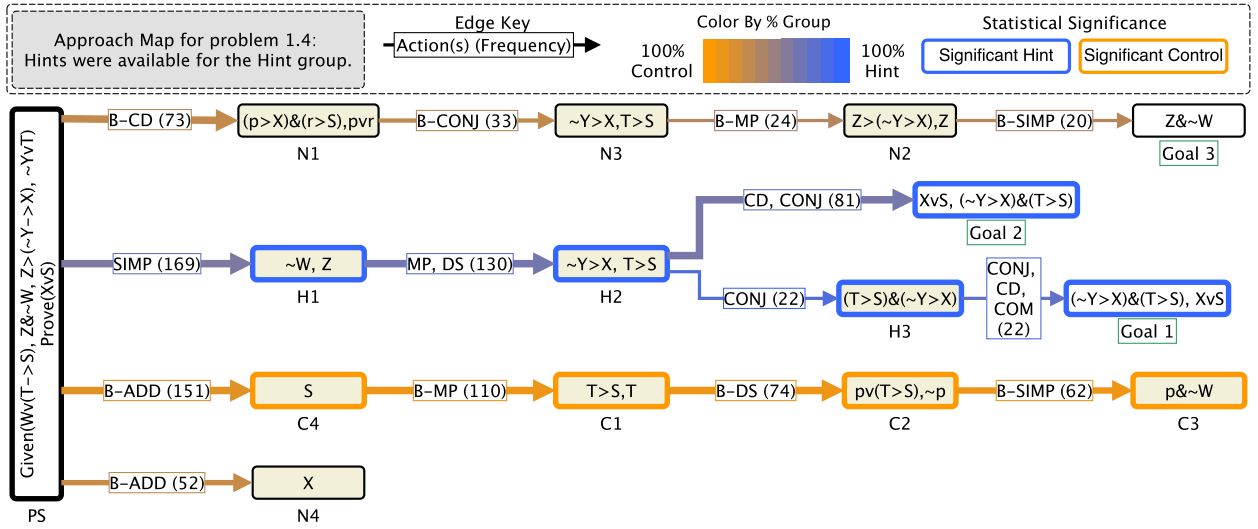 Approach Map for problem 1.4:
Hints were available for the Hint group.
Edge Key
Action(s) (Frequency)
Color By % Group
100%
Control
100%
Hint
Statistical Significance
Significant Hint
Significant Control
Given(Wv(T->S), Z&~W, Z>(~Y->X), ~YvT)
Prove(XvS)
PS
B-CD (73)
(p>X)&(r>S),pvr
N1
B-CONJ (33)
~Y>X,T>S
N3
B-MP (24)
Z>(~Y>X),Z
N2
B-SIMP (20)
Z&~W
Goal 3
SIMP (169)
~W, Z
H1
MP, DS (130)
~Y>X, T>S
H2
CD, CONJ (81)
XvS, (~Y>X)&(T>S)
Goal 2
CONJ (22)
(T>S)&(~Y>X)
H3
CONJ,
CD,
COM
(22)
(~Y>X)&(T>S), XvS
Goal 1
B-ADD (151)
S
C4
B-MP (110)
T>S,T
C1
B-DS (74)
pv(T>S),~p
C2
B-SIMP (62)
p&~W
C3
B-ADD (52)
X
N4